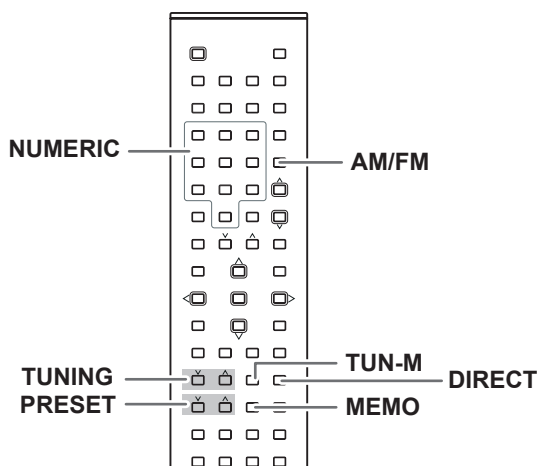 NUMERIC
AM/FM
TUN-M
TUNING
DIRECT
PRESET
MEMO